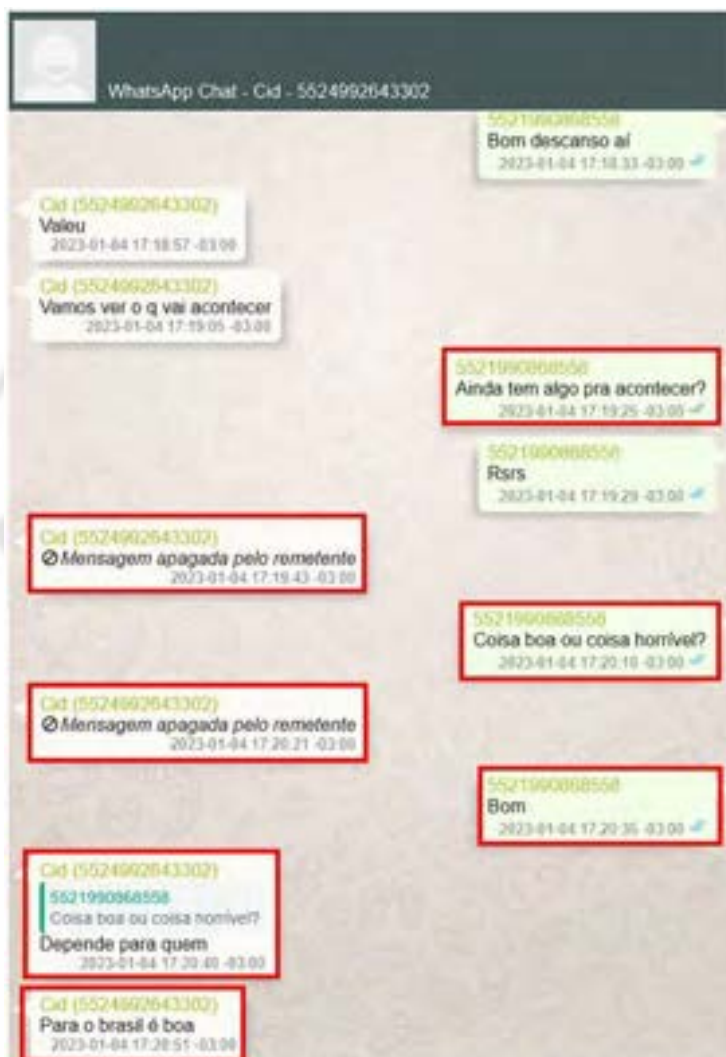 WhatsApp Chat - Cid - 5524992643302
5521990868558
Bom descanso aí
2023-01-04 17:18:33 -03:00
Cid (5524992643302)
Valeu
2023-01-04 17:18:57 -03:00
Cid (5524992643302)
Vamos ver o q vai acontecer
2023-01-04 17:19:05 -03:00
5521990868558
Ainda tem algo pra acontecer?
2023-01-04 17:19:25 -03:00
5521990868558
Rsrs
2023-01-04 17:19:29 -03:00
Cid (5524992643302)
Mensagem apagada pelo remetente
2023-01-04 17:19:43 -03:00
5521990868558
Coisa boa ou coisa horrível?
2023-01-04 17:20:10 -03:00
Cid (5524992643302)
Mensagem apagada pelo remetente
2023-01-04 17:20:21 -03:00
5521990868558
Bom
2023-01-04 17:20:35 -03:00
Cid (5524992643302)
5521990868558
Coisa boa ou coisa horrível?
Depende para quem
2023-01-04 17:20:40 -03:00
Cid (5524992643302)
Para o brasil é boa
2023-01-04 17:20:51 -03:00